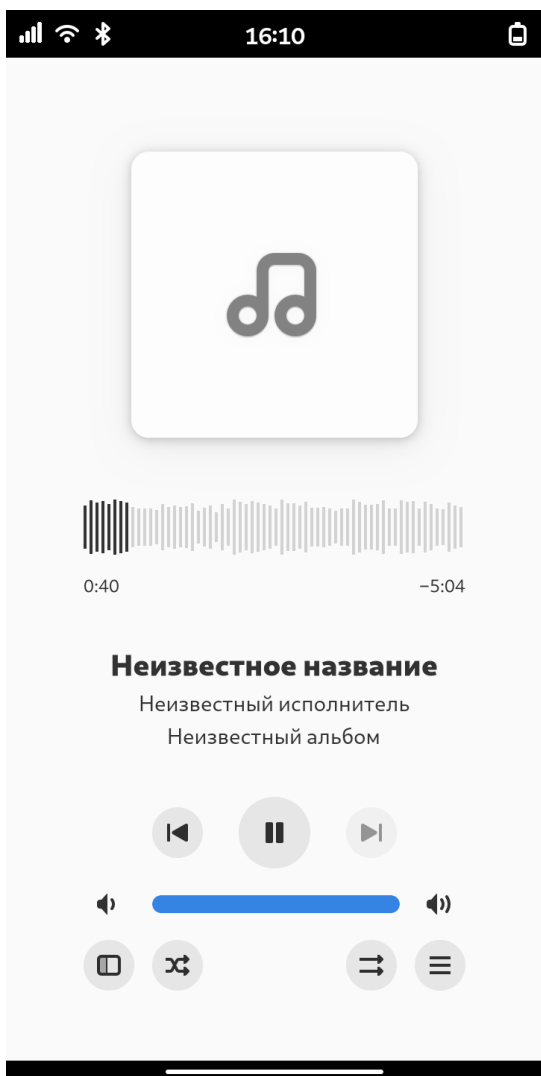 16:10
0:40
−5:04
Неизвестное название
Неизвестный исполнитель
Неизвестный альбом